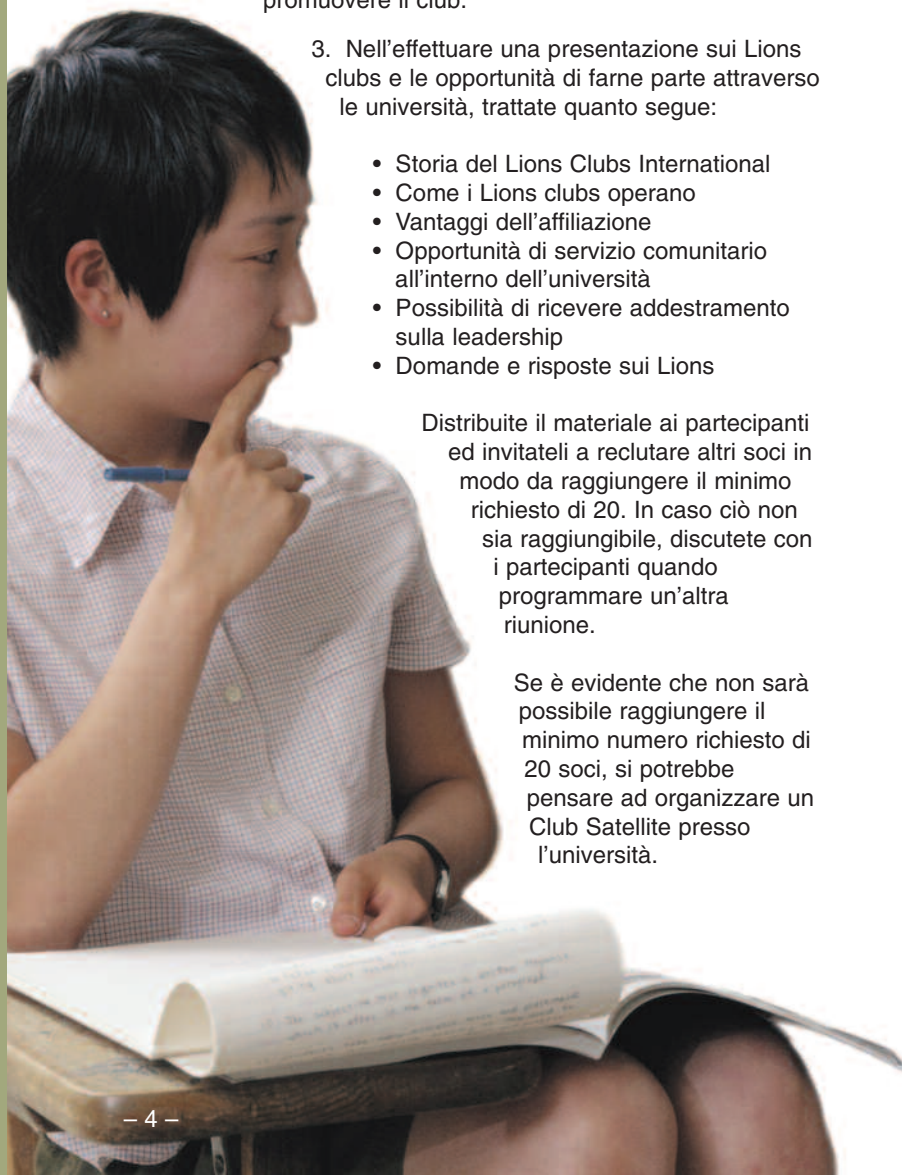 promuovere il club.
3. Nell'effettuare una presentazione sui Lions
clubs e le opportunità di farne parte attraverso
le università, trattate quanto segue:
• Storia del Lions Clubs International
• Come i Lions clubs operano
• Vantaggi dell'affiliazione
• Opportunità di servizio comunitario
all'interno dell'università
• Possibilità di ricevere addestramento
sulla leadership
• Domande e risposte sui Lions
Distribuite il materiale ai partecipanti
ed invitateli a reclutare altri soci in
modo da raggiungere il minimo
richiesto di 20. In caso ciò non
sia raggiungibile, discutete con
i partecipanti quando
programmare un'altra
riunione.
Se è evidente che non sarà
possibile raggiungere il
minimo numero richiesto di
20 soci, si potrebbe
pensare ad organizzare un
Club Satellite presso
l'università.
– 4 –